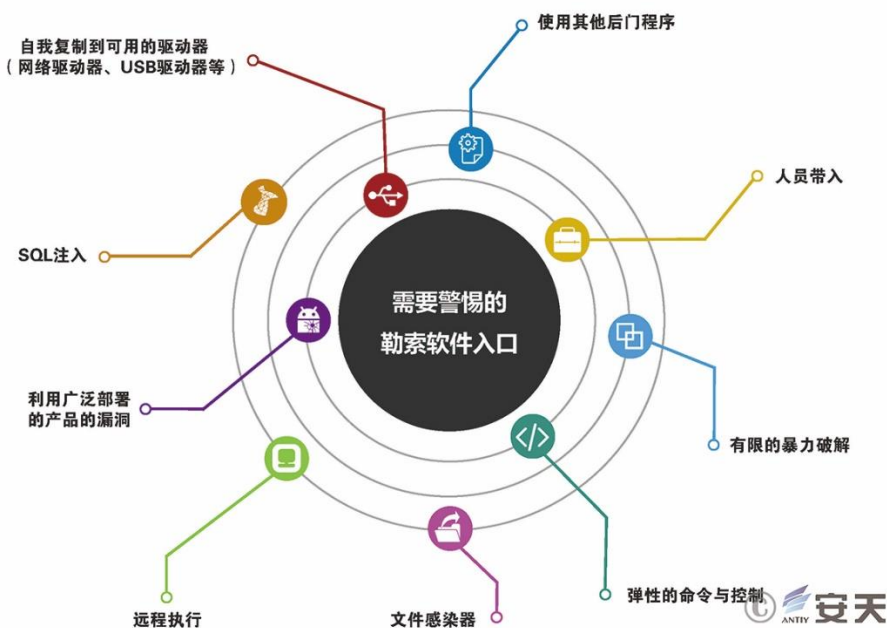 使用其他后门程序
自我复制到可用的驱动器
（网络驱动器、USB驱动器等）
人员带入
SQL注入
需要警惕的
勒索软件入口
利用广泛部署
的产品的漏洞
有限的暴力破解
弹性的命令与控制
远程执行
文件感染器
© ANTIY 安天